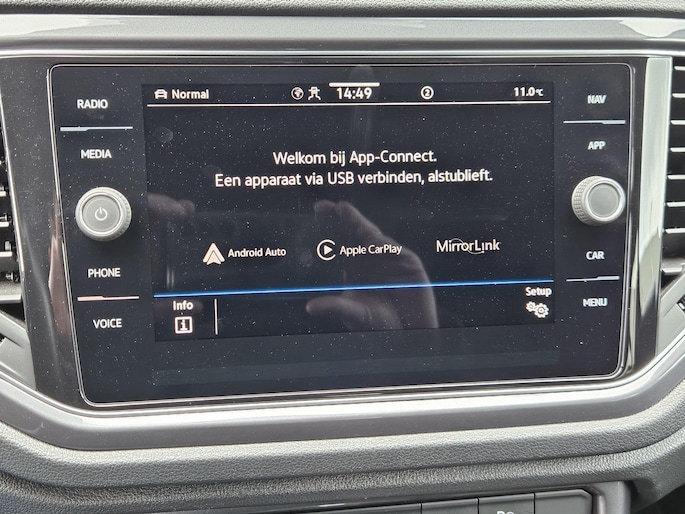 RADIO
MEDIA
PHONE
VOICE
Normal
14:49
2
11.0°C
Welkom bij App-Connect.
Een apparaat via USB verbinden, alstublieft.
Android Auto
Apple CarPlay
MirrorLink
Info
Setup
NAV
APP
CAR
MENU